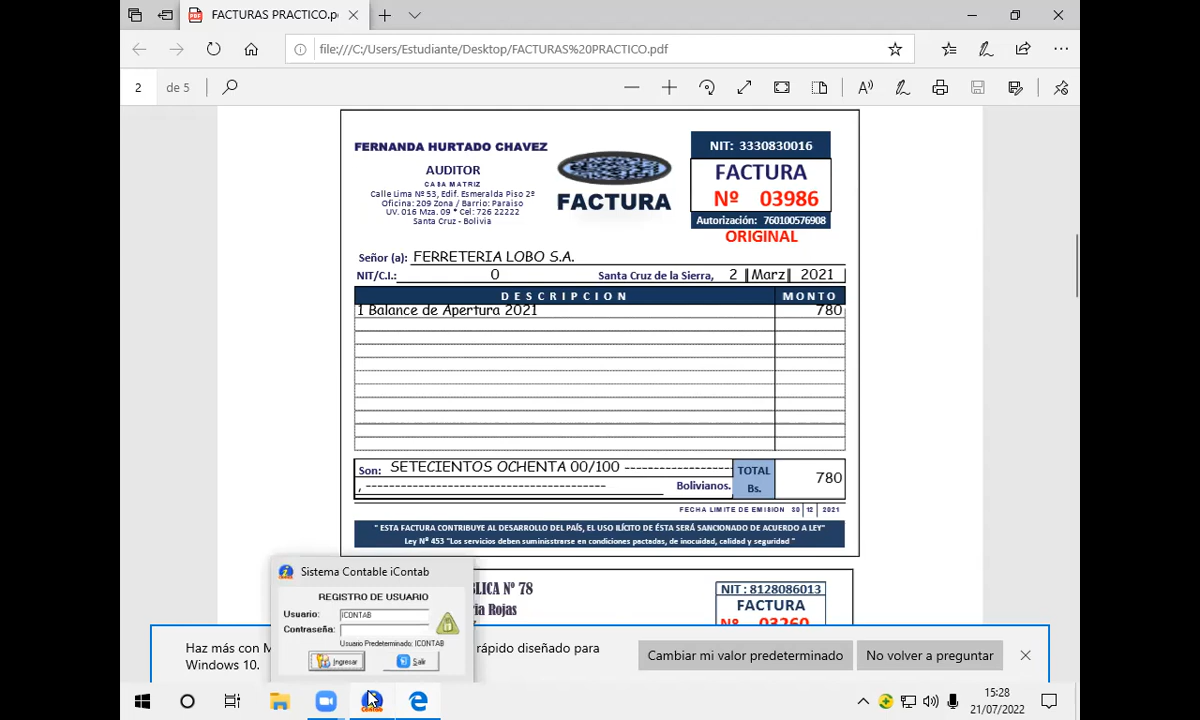 FACTURAS PRACTICO.p
file:///C:/Users/Estudiante/Desktop/FACTURAS%20PRACTICO.pdf
2 de 5
FERNANDA HURTADO CHAVEZ
AUDITOR
CASA MATRIZ
Calle Lima Nº 53, Edif. Esmeralda Piso 2º
Oficina: 209 Zona / Barrio: Paraiso
UV. 016 Mza. 09 * Cel: 726 22222
Santa Cruz - Bolivia
FACTURA
NIT: 3330830016
FACTURA
Nº 03986
Autorización: 760100576908
ORIGINAL
Señor (a): FERRETERIA LOBO S.A.
NIT/C.I.: 0 Santa Cruz de la Sierra, 2 Marz 2021
DESCRIPCION MONTO
1 Balance de Apertura 2021 780
Son: SETECIENTOS OCHENTA 00/100 ------------------
, --------------------------------------- Bolivianos.
TOTAL Bs. 780
FECHA LIMITE DE EMISION 30 12 2021
" ESTA FACTURA CONTRIBUYE AL DESARROLLO DEL PAÍS, EL USO ILÍCITO DE ÉSTA SERÁ SANCIONADO DE ACUERDO A LEY"
Ley Nº 453 "Los servicios deben suministrarse en condiciones pactadas, de inocuidad, calidad y seguridad "
BLICA Nº 78
ia Rojas
NIT : 8128086013
FACTURA
Nº 03260
Sistema Contable iContab
REGISTRO DE USUARIO
Usuario: ICONTAB
Contraseña:
Usuario Predeterminado: ICONTAB
Ingresar Salir
Haz más con M
rápido diseñado para
Windows 10.
Cambiar mi valor predeterminado
No volver a preguntar
15:28
21/07/2022